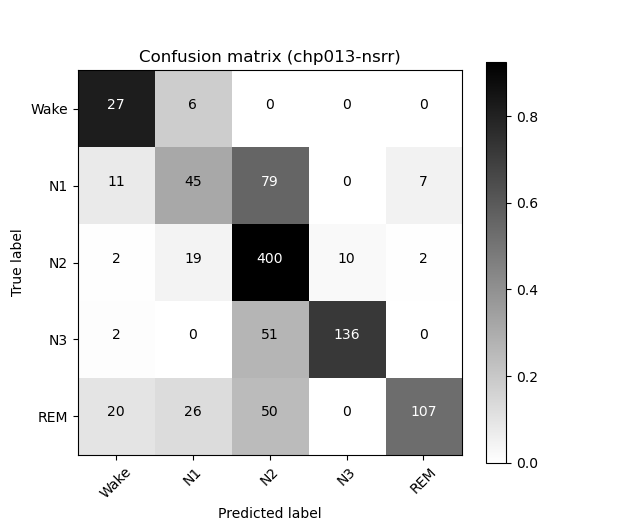 Confusion matrix (chp013-nsrr)
True label
Wake 27 6 0 0 0
N1 11 45 79 0 7
N2 2 19 400 10 2
N3 2 0 51 136 0
REM 20 26 50 0 107
Wake N1 N2 N3 REM
Predicted label
0.8
0.6
0.4
0.2
0.0